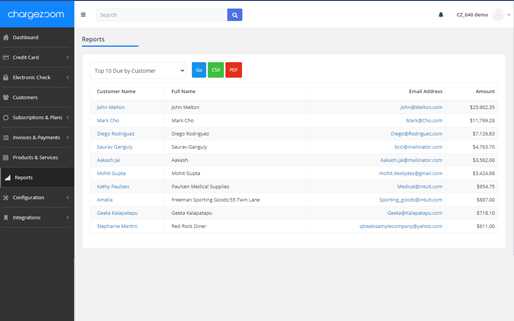 chargezoom
Search
CZ_640 demo
Dashboard
Credit Card
Electronic Check
Customers
Subscriptions & Plans
Invoices & Payments
Products & Services
Reports
Configuration
Integrations
Reports
Top 10 Due by Customer Go CSV PDF
Customer Name Full Name Email Address Amount
John Melton John Melton John@Melton.com $25,902.35
Mark Cho Mark Cho Mark@Cho.com $11,769.28
Diego Rodriguez Diego Rodriguez Diego@Rodriguez.com $7,126.83
Saurav Ganguly Saurav Ganguly bcci@mailinator.com $4,763.70
Aakash.Jai Aakash Aakash.jai@mailinator.com $3,562.00
Mohit Gupta Mohit Gupta mohit.dexbytes@gmail.com $3,424.98
Kathy Paulsen Paulsen Medical Supplies Medical@intuit.com $954.75
Amelia Freeman Sporting Goods:55 Twin Lane Sporting_goods@intuit.com $887.00
Geeta Kalapatapu Geeta Kalapatapu Geeta@Kalapatapu.com $718.10
Stephanie Martini Red Rock Diner qbwebsamplecompany@yahoo.com $611.00